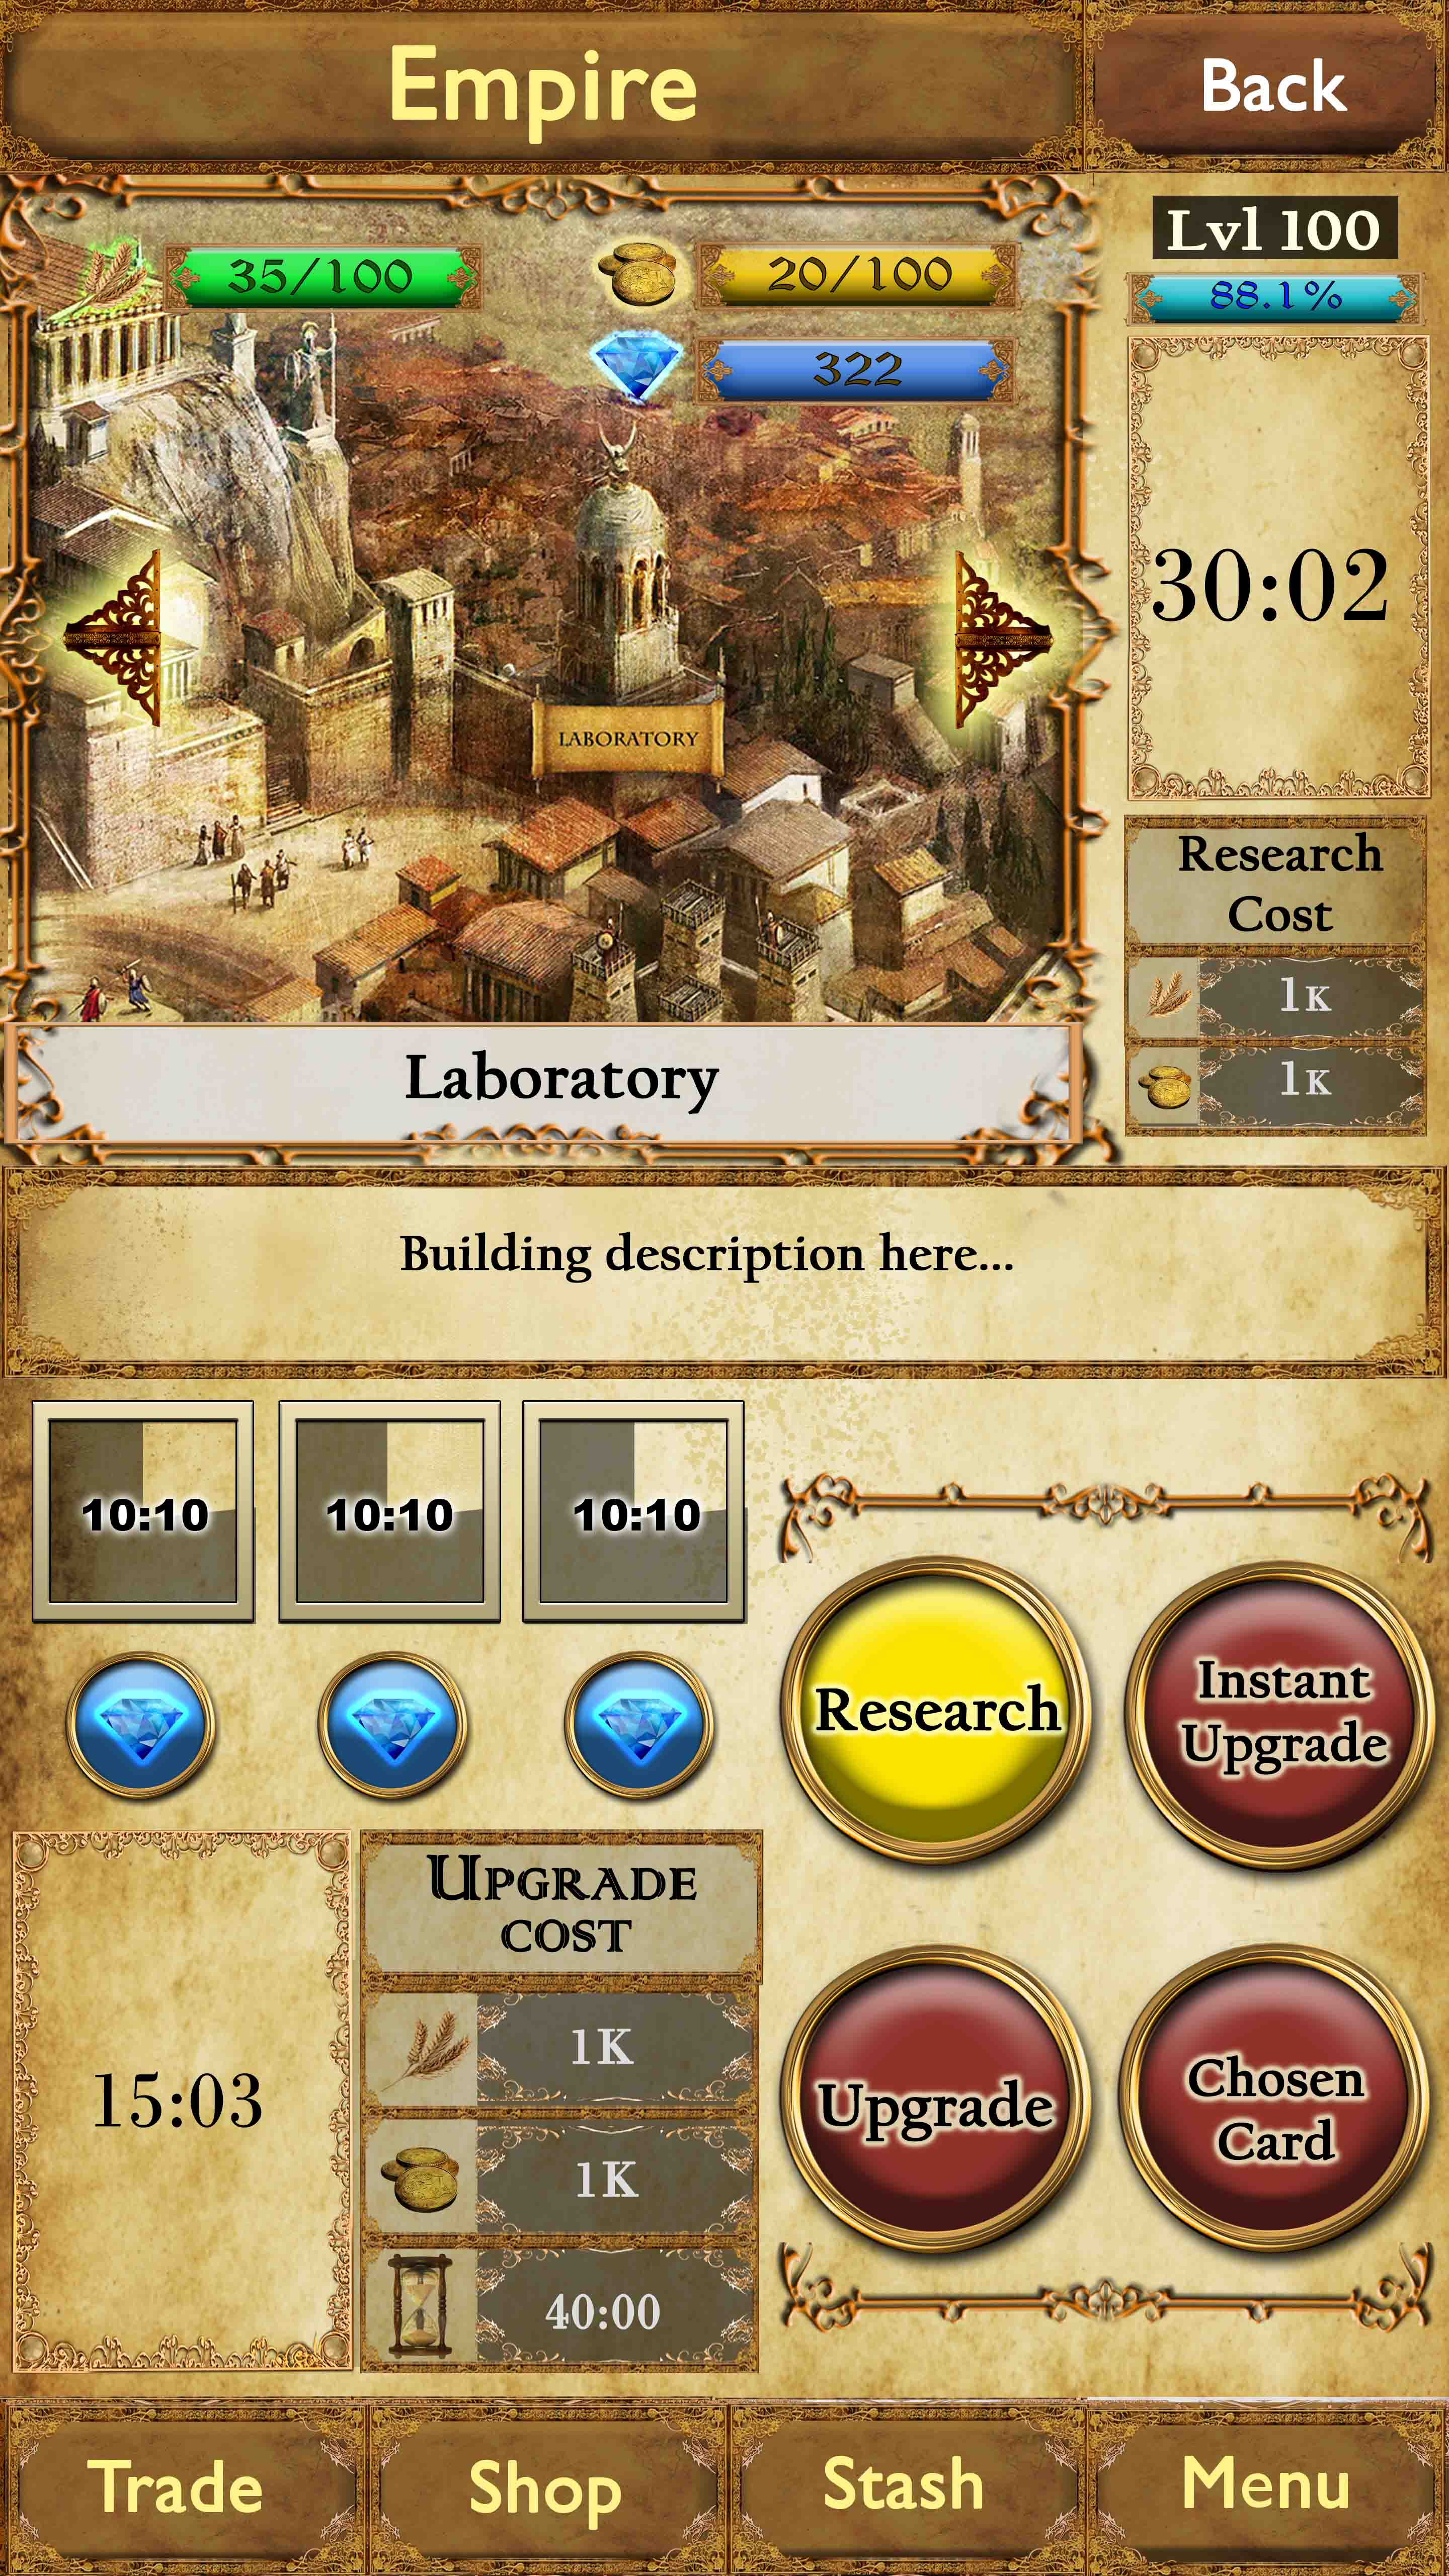 Empire
Back
Lvl 100
35/100
20/100
88.1%
322
30:02
LABORATORY
Research
Cost
1K
1K
Laboratory
Building description here...
10:10
10:10
10:10
Research
Instant
Upgrade
UPGRADE
COST
1K
1K
40:00
15:03
Upgrade
Chosen
Card
Trade
Shop
Stash
Menu